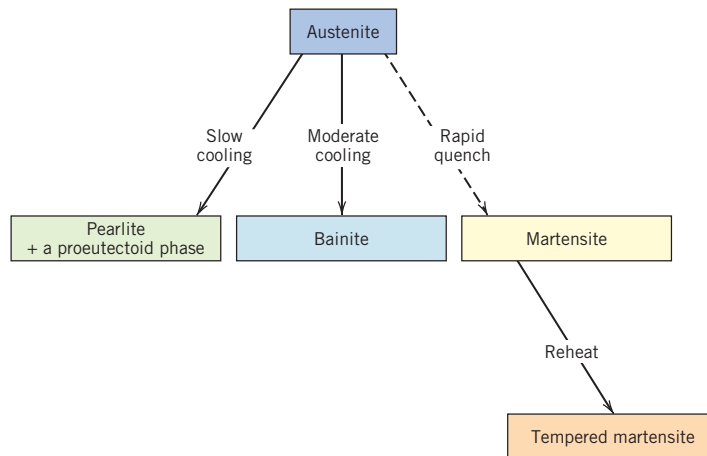 Austenite
Slow
cooling
Moderate
cooling
Rapid
quench
Pearlite
+ a proeutectoid phase
Bainite
Martensite
Reheat
Tempered martensite